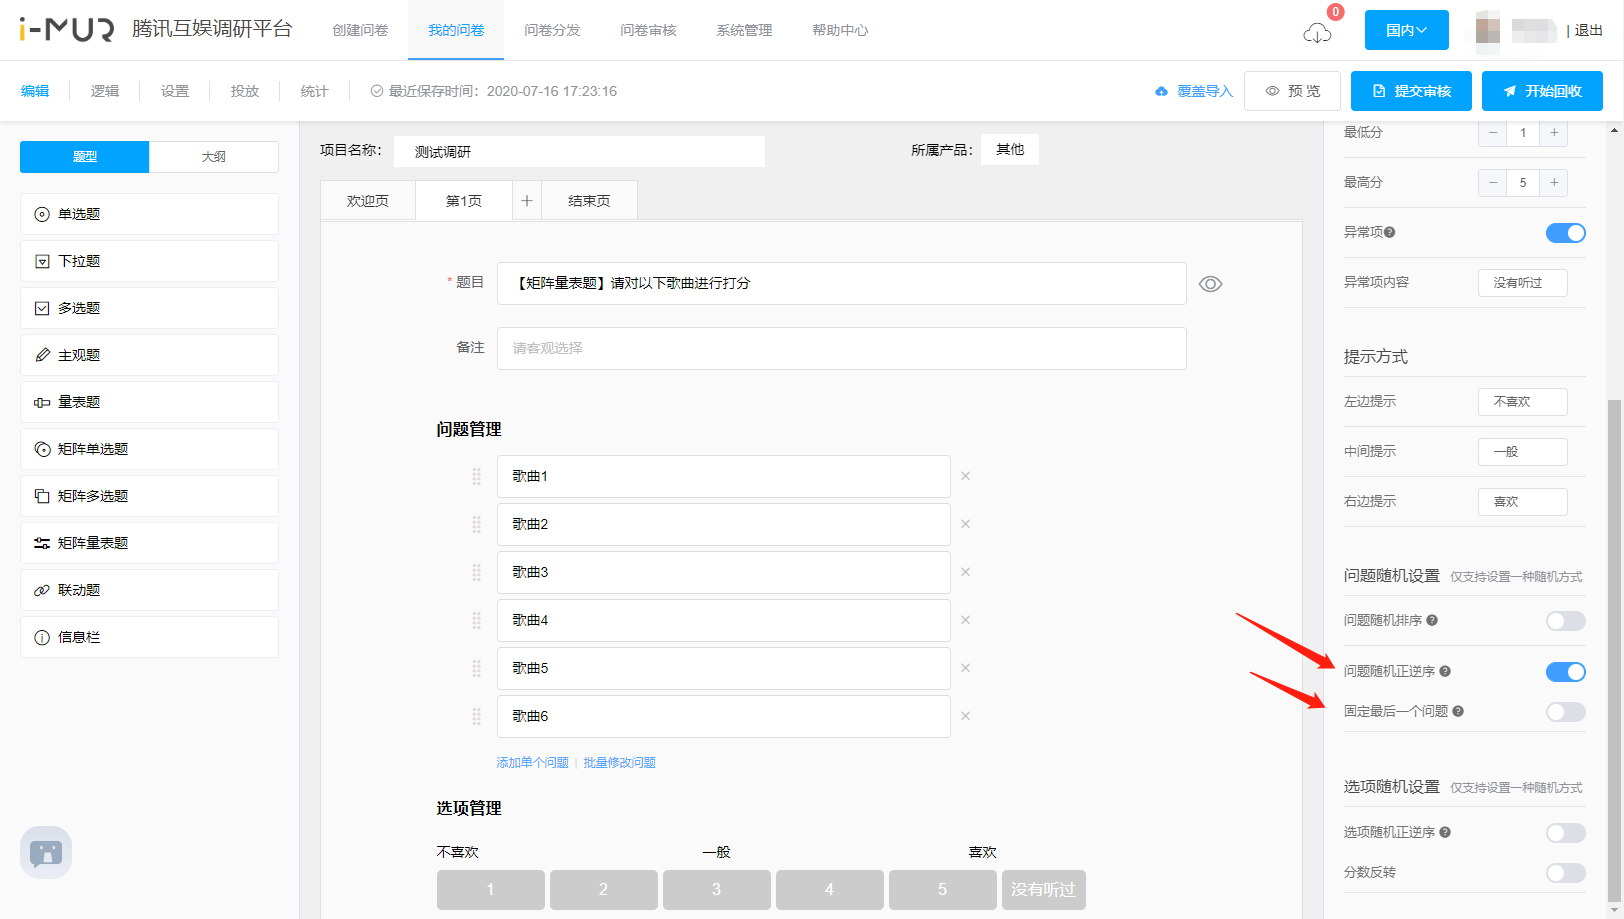 i-MUR 腾讯互娱调研平台 创建问卷 我的问卷 问卷分发 问卷审核 系统管理 帮助中心 0 国内 | 退出
编辑 逻辑 设置 投放 统计 最近保存时间：2020-07-16 17:23:16 覆盖导入 预 览 提交审核 开始回收
题型 大纲
单选题
下拉题
多选题
主观题
量表题
矩阵单选题
矩阵多选题
矩阵量表题
联动题
信息栏
项目名称： 测试调研 所属产品： 其他
欢迎页 第1页 + 结束页
* 题目 【矩阵量表题】请对以下歌曲进行打分
备注 请客观选择
问题管理
歌曲1
歌曲2
歌曲3
歌曲4
歌曲5
歌曲6
添加单个问题 | 批量修改问题
选项管理
不喜欢 一般 喜欢
1 2 3 4 5 没有听过
最低分 − 1 +
最高分 − 5 +
异常项
异常项内容 没有听过
提示方式
左边提示 不喜欢
中间提示 一般
右边提示 喜欢
问题随机设置 仅支持设置一种随机方式
问题随机排序
问题随机正逆序
固定最后一个问题
选项随机设置 仅支持设置一种随机方式
选项随机正逆序
分数反转